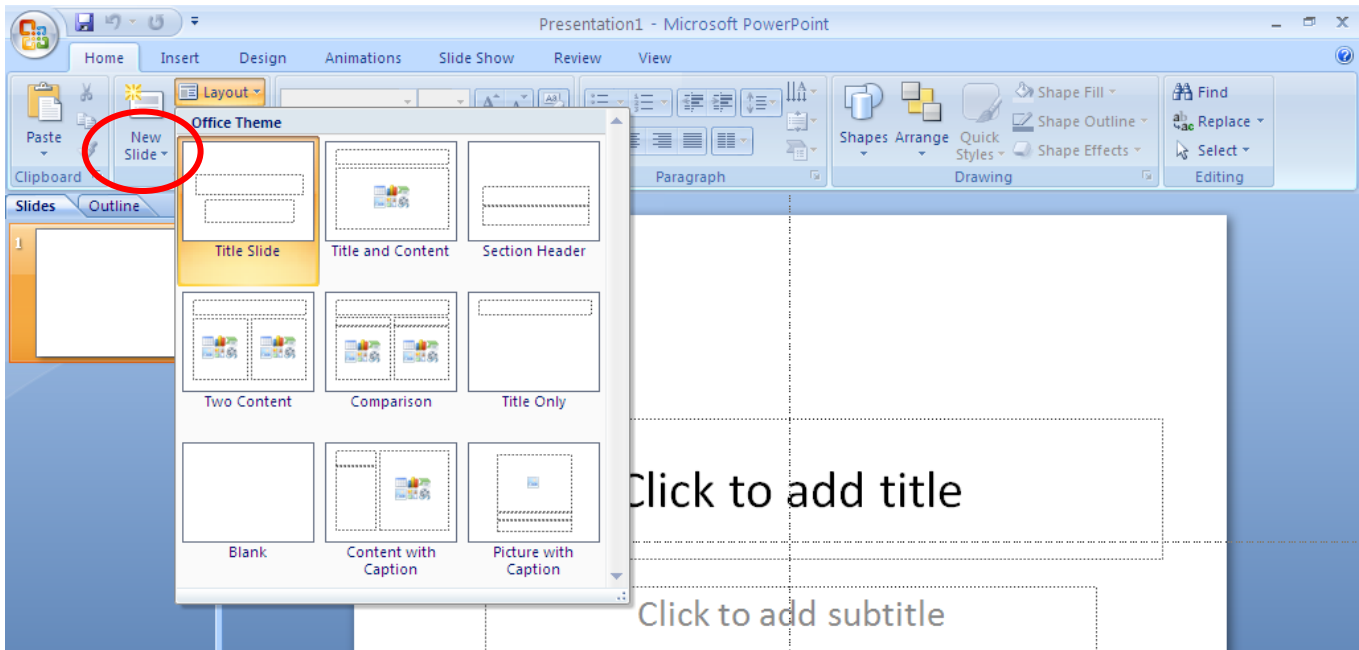 Presentation1 - Microsoft PowerPoint
Home Insert Design Animations Slide Show Review View
Paste
Clipboard
New
Slide
Layout
Paragraph
Shapes Arrange Quick
Styles
Shape Fill
Shape Outline
Shape Effects
Drawing
Find
Replace
Select
Editing
Slides Outline
1
Office Theme
Title Slide Title and Content Section Header
Two Content Comparison Title Only
Blank Content with
Caption Picture with
Caption
Click to add title
Click to add subtitle